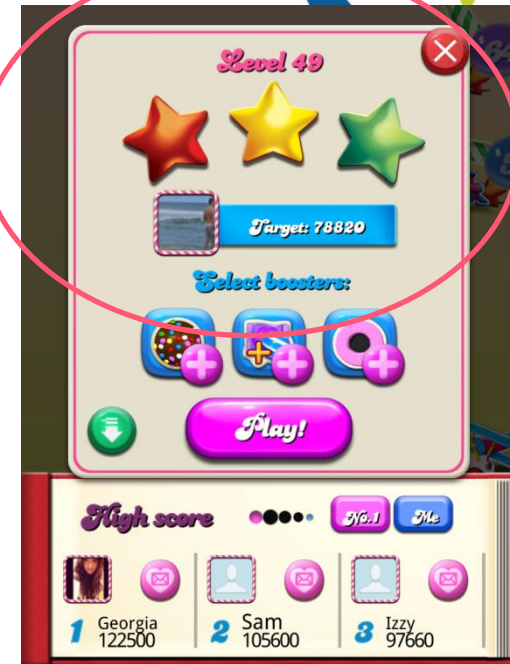 Level 49
Target: 78820
Select boosters:
Play!
High score
No.1
Me
1 Georgia 122500
2 Sam 105600
3 Izzy 97660